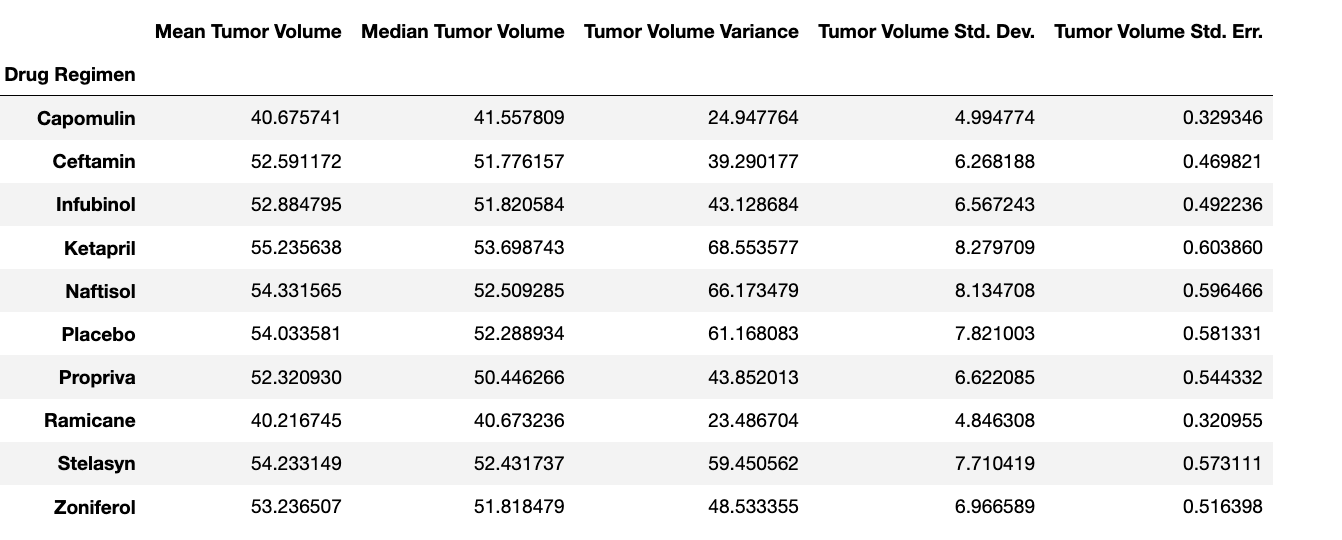 Mean Tumor Volume Median Tumor Volume Tumor Volume Variance Tumor Volume Std. Dev. Tumor Volume Std. Err.
Drug Regimen
Capomulin 40.675741 41.557809 24.947764 4.994774 0.329346
Ceftamin 52.591172 51.776157 39.290177 6.268188 0.469821
Infubinol 52.884795 51.820584 43.128684 6.567243 0.492236
Ketapril 55.235638 53.698743 68.553577 8.279709 0.603860
Naftisol 54.331565 52.509285 66.173479 8.134708 0.596466
Placebo 54.033581 52.288934 61.168083 7.821003 0.581331
Propriva 52.320930 50.446266 43.852013 6.622085 0.544332
Ramicane 40.216745 40.673236 23.486704 4.846308 0.320955
Stelasyn 54.233149 52.431737 59.450562 7.710419 0.573111
Zoniferol 53.236507 51.818479 48.533355 6.966589 0.516398